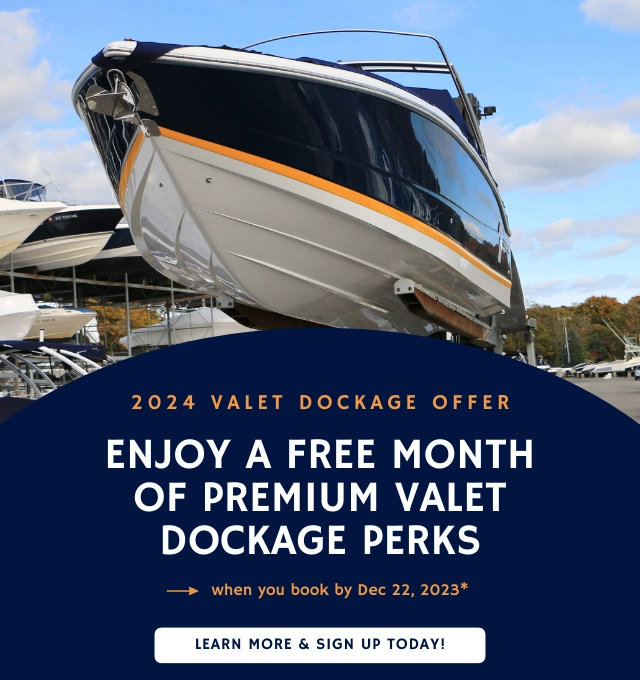 2024 VALET DOCKAGE OFFER
ENJOY A FREE MONTH
OF PREMIUM VALET
DOCKAGE PERKS
when you book by Dec 22, 2023*
LEARN MORE & SIGN UP TODAY!